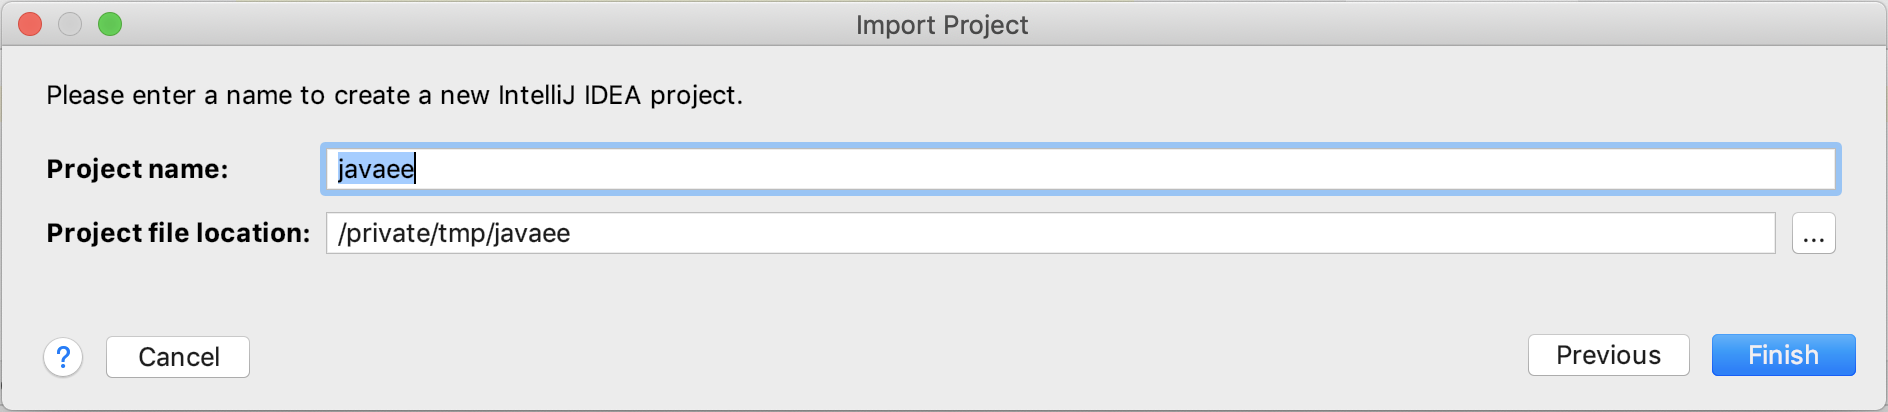 Import Project
Please enter a name to create a new IntelliJ IDEA project.
Project name: javaee
Project file location: /private/tmp/javaee ...
? Cancel Previous Finish